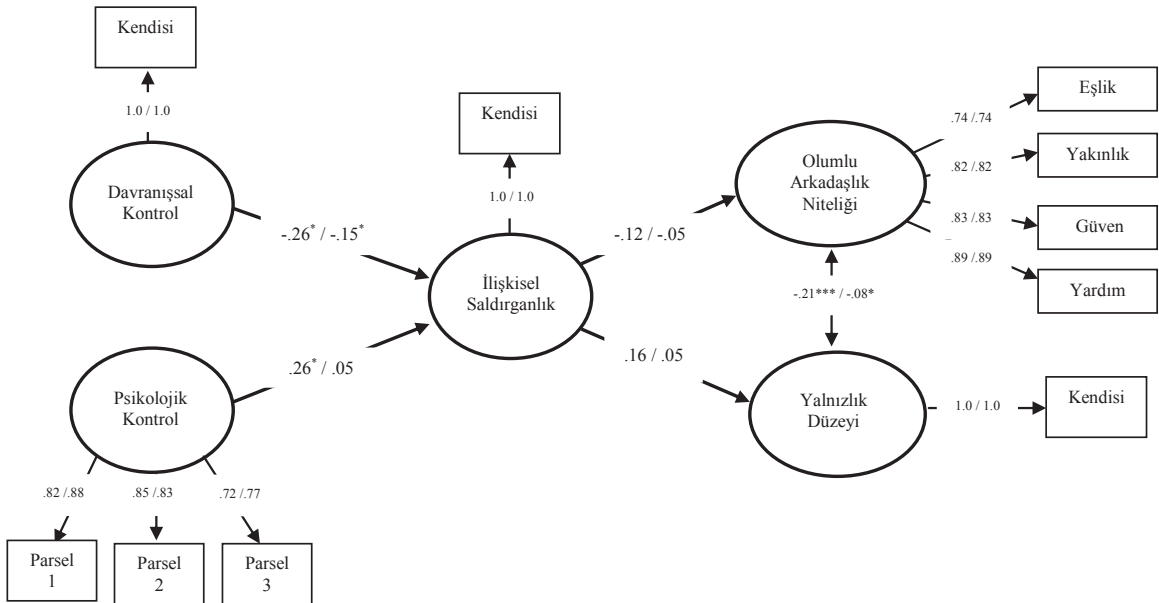 Kendisi
1.0 / 1.0
Davranışsal
Kontrol
-.26* / -.15*
Kendisi
1.0 / 1.0
İlişkisel
Saldırganlık
Psikolojik
Kontrol
.26* / .05
.82 /.88
.85 /.83
.72 /.77
Parsel
1
Parsel
2
Parsel
3
-.12 / -.05
.16 / .05
Olumlu
Arkadaşlık
Niteliği
.74 /.74
.82 /.82
.83 /.83
.89 /.89
Eşlik
Yakınlık
Güven
Yardım
-.21*** / -.08*
Yalnızlık
Düzeyi
1.0 / 1.0
Kendisi